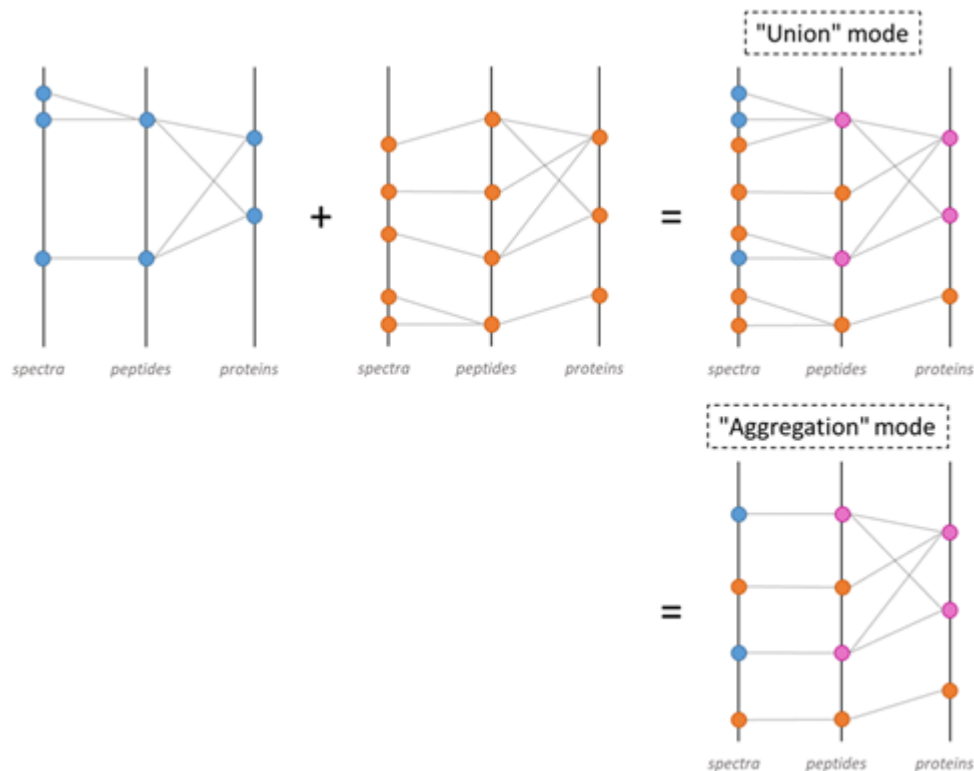 "Union" mode
+
=
spectra peptides proteins
spectra peptides proteins
spectra peptides proteins
"Aggregation" mode
=
spectra peptides proteins